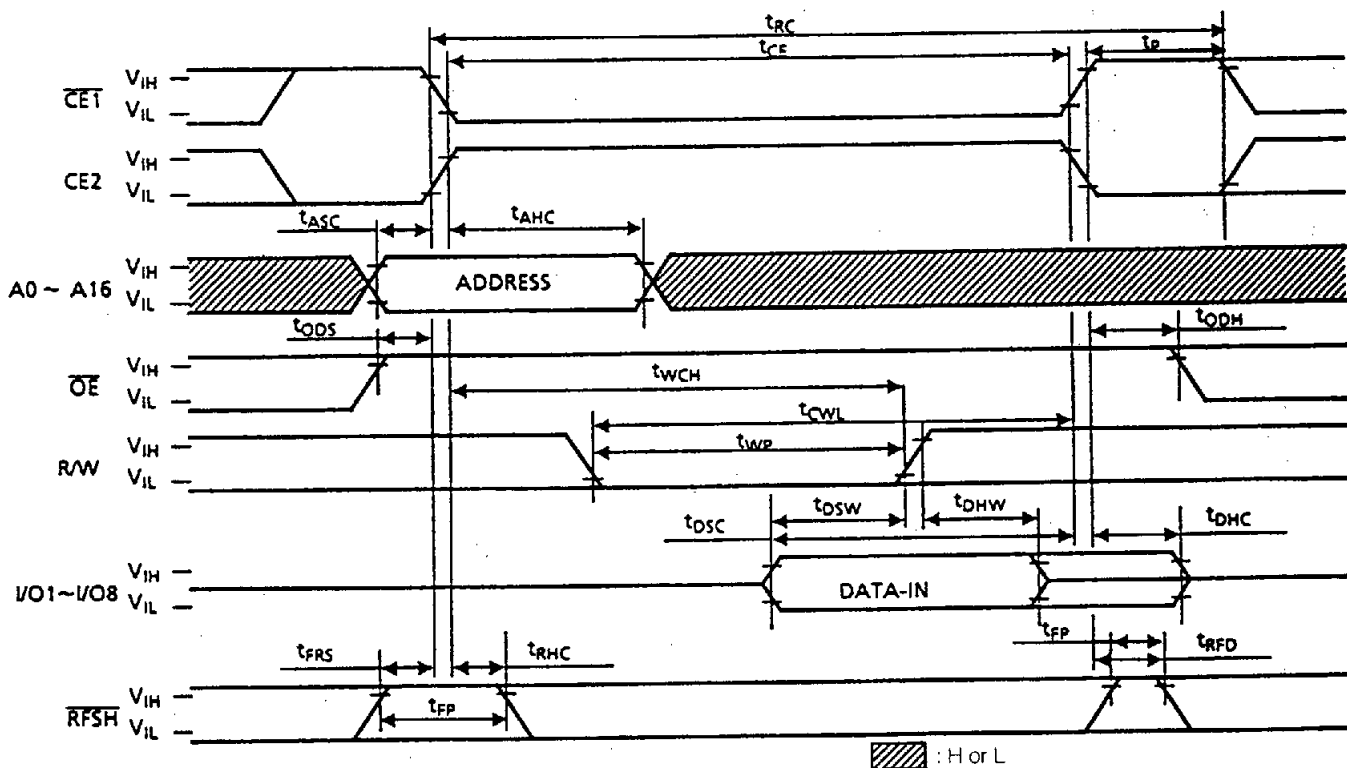 tRC
tCE
tP
CE1
VIH
VIL
CE2
VIH
VIL
tASC
tAHC
A0 ~ A16
VIH
VIL
ADDRESS
tODS
tODH
OE
VIH
VIL
tWCH
tCWL
R/W
VIH
VIL
tWP
tDSC
tDSW
tDHW
tDHC
I/O1~I/O8
VIH
VIL
DATA-IN
tFRS
tRHC
tFP
tRFD
RFSH
VIH
VIL
tFP
: H or L